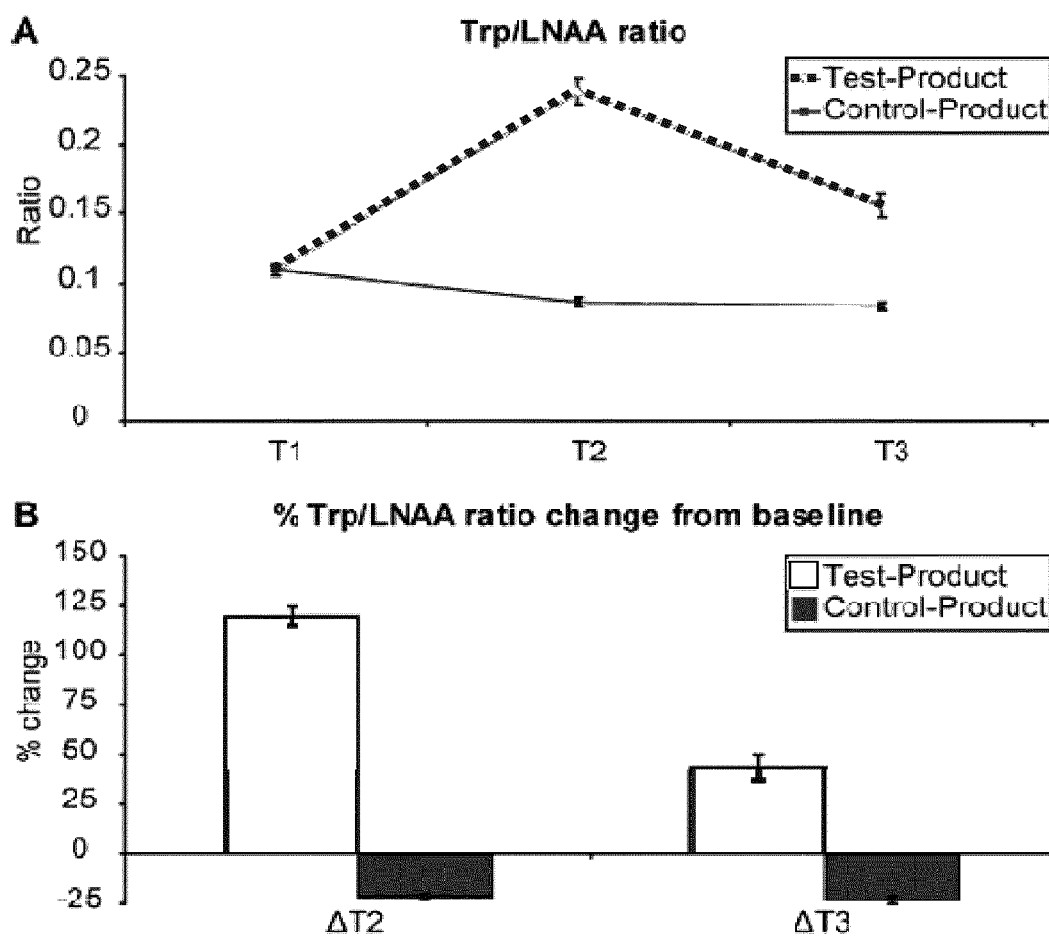 A
Trp/LNAA ratio
Test-Product
Control-Product
0.25
0.2
0.15
0.1
0.05
0
Ratio
T1 T2 T3
B
% Trp/LNAA ratio change from baseline
Test-Product
Control-Product
150
125
100
75
50
25
0
-25
% change
ΔT2 ΔT3